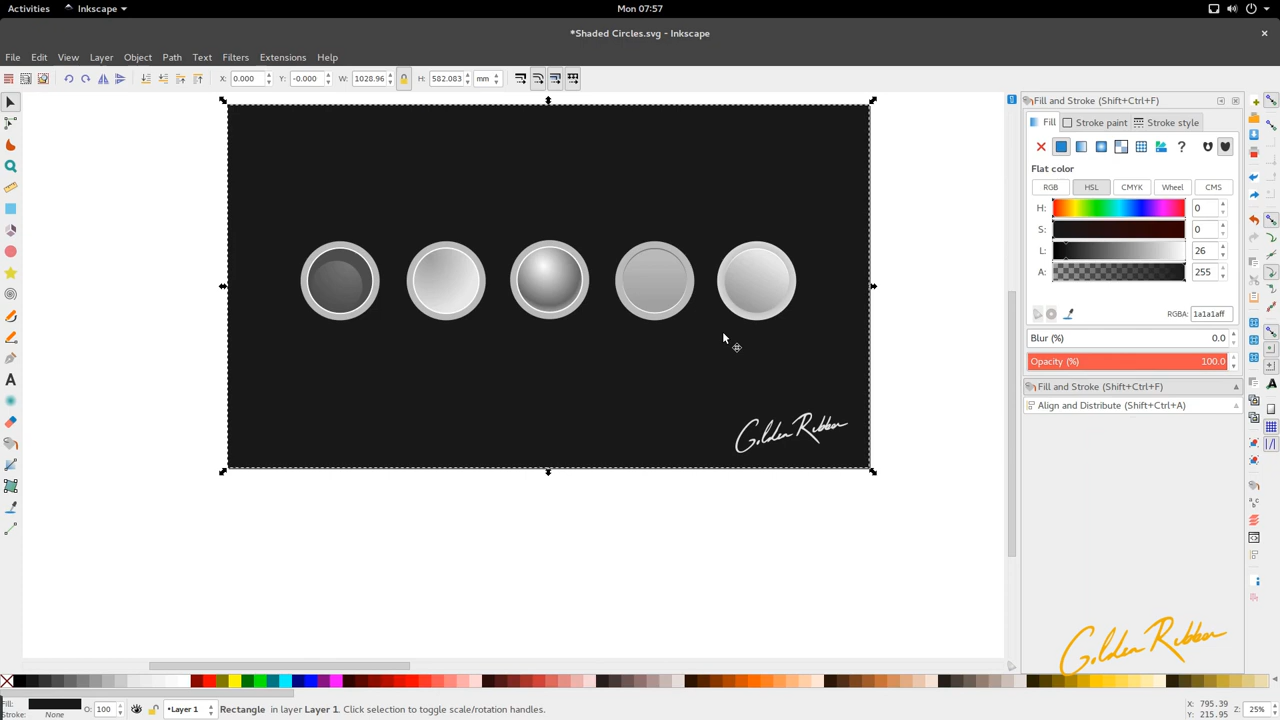 Activities Inkscape Mon 07:57
*Shaded Circles.svg - Inkscape
File Edit View Layer Object Path Text Filters Extensions Help
X: 0.000 Y: -0.000 W: 1028.96 H: 582.083 mm
Fill and Stroke (Shift+Ctrl+F)
Fill Stroke paint Stroke style
Flat color
RGB HSL CMYK Wheel CMS
H: 0
S: 0
L: 26
A: 255
RGBA: 1a1a1aff
Blur (%) 0.0
Opacity (%) 100.0
Fill and Stroke (Shift+Ctrl+F)
Align and Distribute (Shift+Ctrl+A)
Golden Ribbon
Golden Ribbon
Fill:
Stroke: None
O: 100
•Layer 1
Rectangle in layer Layer 1. Click selection to toggle scale/rotation handles.
X: 795.39
Y: 215.95
Z: 25%